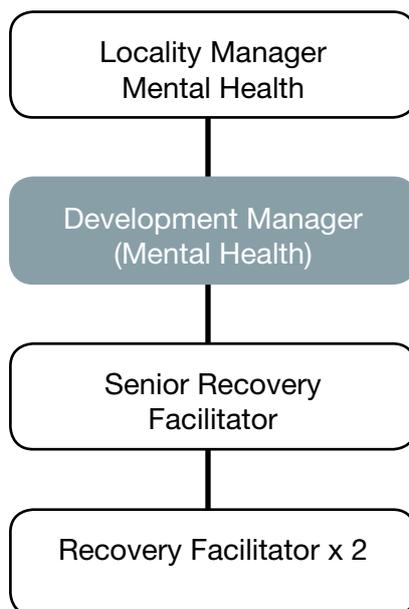 Locality Manager
Mental Health
Development Manager
(Mental Health)
Senior Recovery
Facilitator
Recovery Facilitator x 2